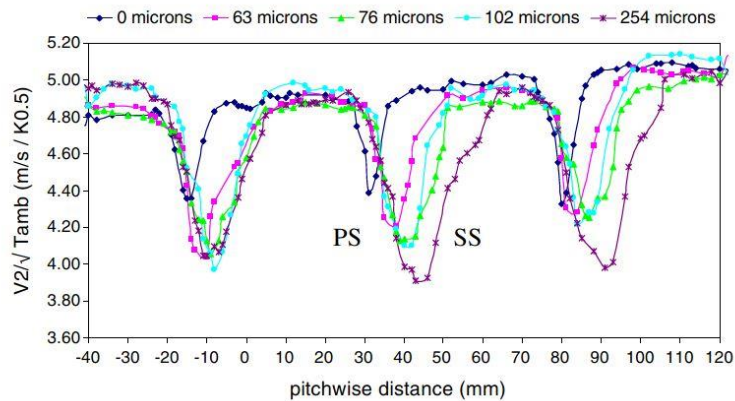 0 microns 63 microns 76 microns 102 microns 254 microns
5.20
5.00
4.80
4.60
4.40
4.20
4.00
3.80
3.60
V2/√ Tamb (m/s / K0.5)
PS SS
-40 -30 -20 -10 0 10 20 30 40 50 60 70 80 90 100 110 120
pitchwise distance (mm)